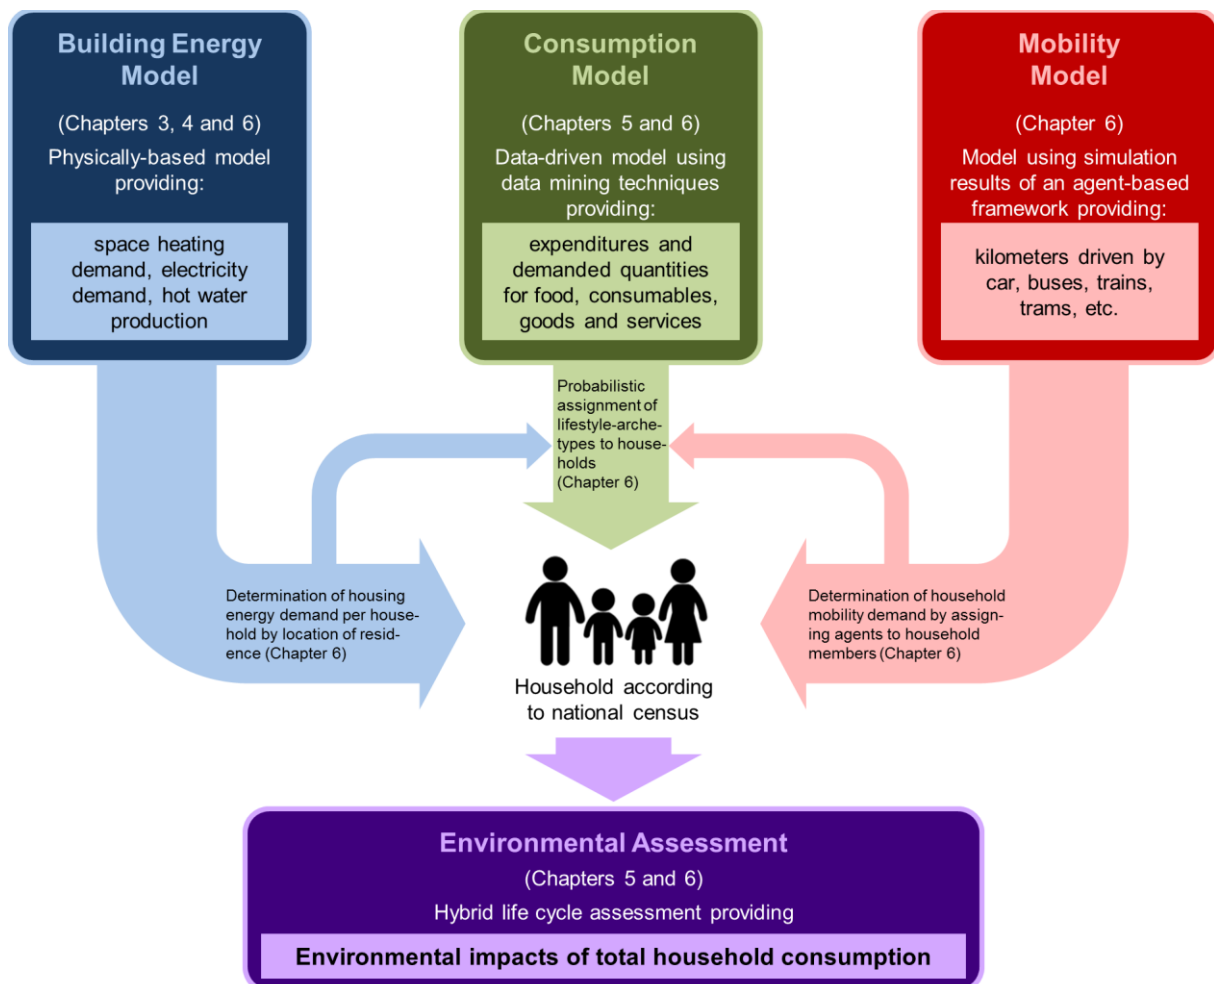 Building Energy
Model
(Chapters 3, 4 and 6)
Physically-based model
providing:
space heating
demand, electricity
demand, hot water
production
Consumption
Model
(Chapters 5 and 6)
Data-driven model using
data mining techniques
providing:
expenditures and
demanded quantities
for food, consumables,
goods and services
Mobility
Model
(Chapter 6)
Model using simulation
results of an agent-based
framework providing:
kilometers driven by
car, buses, trains,
trams, etc.
Probabilistic
assignment of
lifestyle-arche-
types to house-
holds
(Chapter 6)
Determination of housing
energy demand per house-
hold by location of resid-
ence (Chapter 6)
Determination of household
mobility demand by assign-
ing agents to household
members (Chapter 6)
Household according
to national census
Environmental Assessment
(Chapters 5 and 6)
Hybrid life cycle assessment providing
Environmental impacts of total household consumption